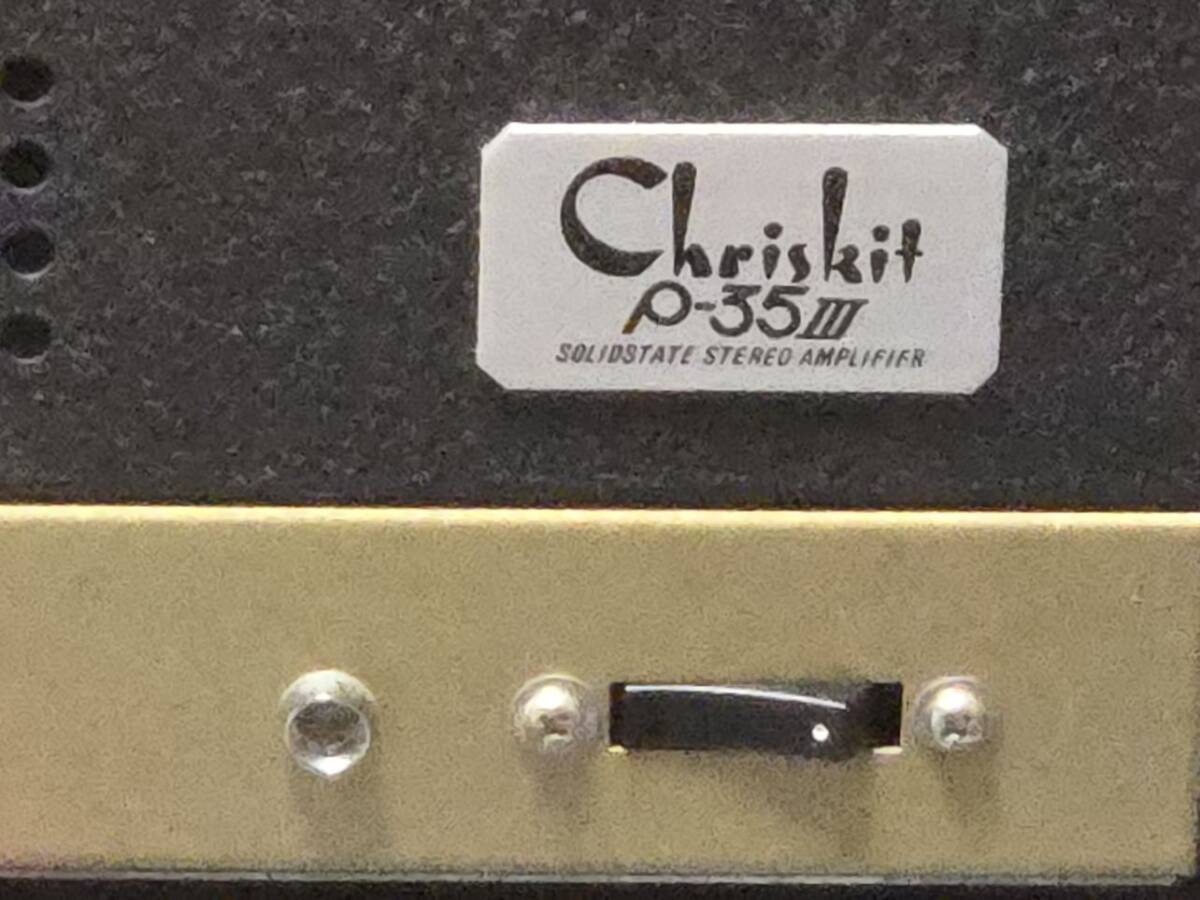 Chriskit
P-35III
SOLIDSTATE STEREO AMPLIFIER